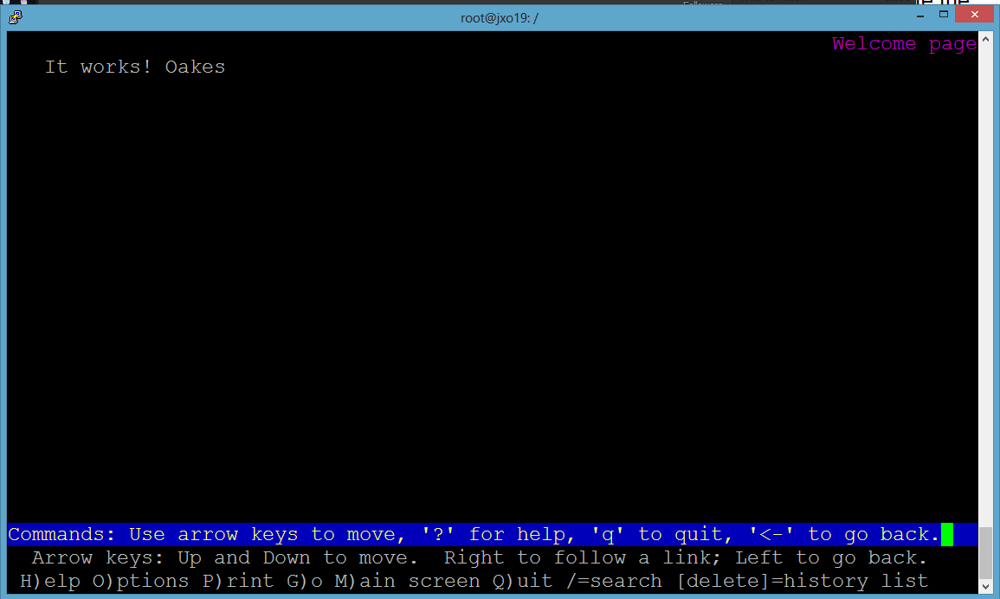 root@jxo19: /
Welcome page
It works! Oakes
Commands: Use arrow keys to move, '?' for help, 'q' to quit, '<-' to go back.
Arrow keys: Up and Down to move.  Right to follow a link; Left to go back.
H)elp O)ptions P)rint G)o M)ain screen Q)uit /=search [delete]=history list